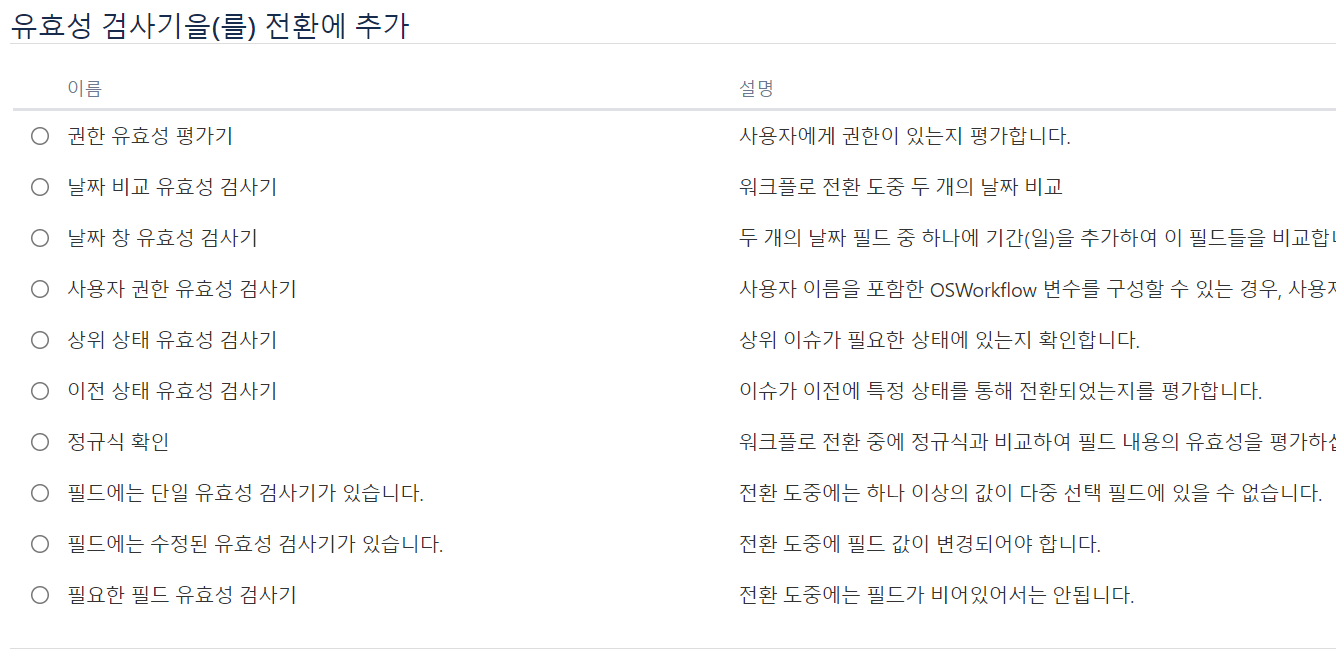 유효성 검사기을(를) 전환에 추가
이름 설명
권한 유효성 평가기 사용자에게 권한이 있는지 평가합니다.
날짜 비교 유효성 검사기 워크플로 전환 도중 두 개의 날짜 비교
날짜 창 유효성 검사기 두 개의 날짜 필드 중 하나에 기간(일)을 추가하여 이 필드들을 비교합
사용자 권한 유효성 검사기 사용자 이름을 포함한 OSWorkflow 변수를 구성할 수 있는 경우, 사용
상위 상태 유효성 검사기 상위 이슈가 필요한 상태에 있는지 확인합니다.
이전 상태 유효성 검사기 이슈가 이전에 특정 상태를 통해 전환되었는지를 평가합니다.
정규식 확인 워크플로 전환 중에 정규식과 비교하여 필드 내용의 유효성을 평가하
필드에는 단일 유효성 검사기가 있습니다. 전환 도중에는 하나 이상의 값이 다중 선택 필드에 있을 수 없습니다.
필드에는 수정된 유효성 검사기가 있습니다. 전환 도중에 필드 값이 변경되어야 합니다.
필요한 필드 유효성 검사기 전환 도중에는 필드가 비어있어서는 안됩니다.